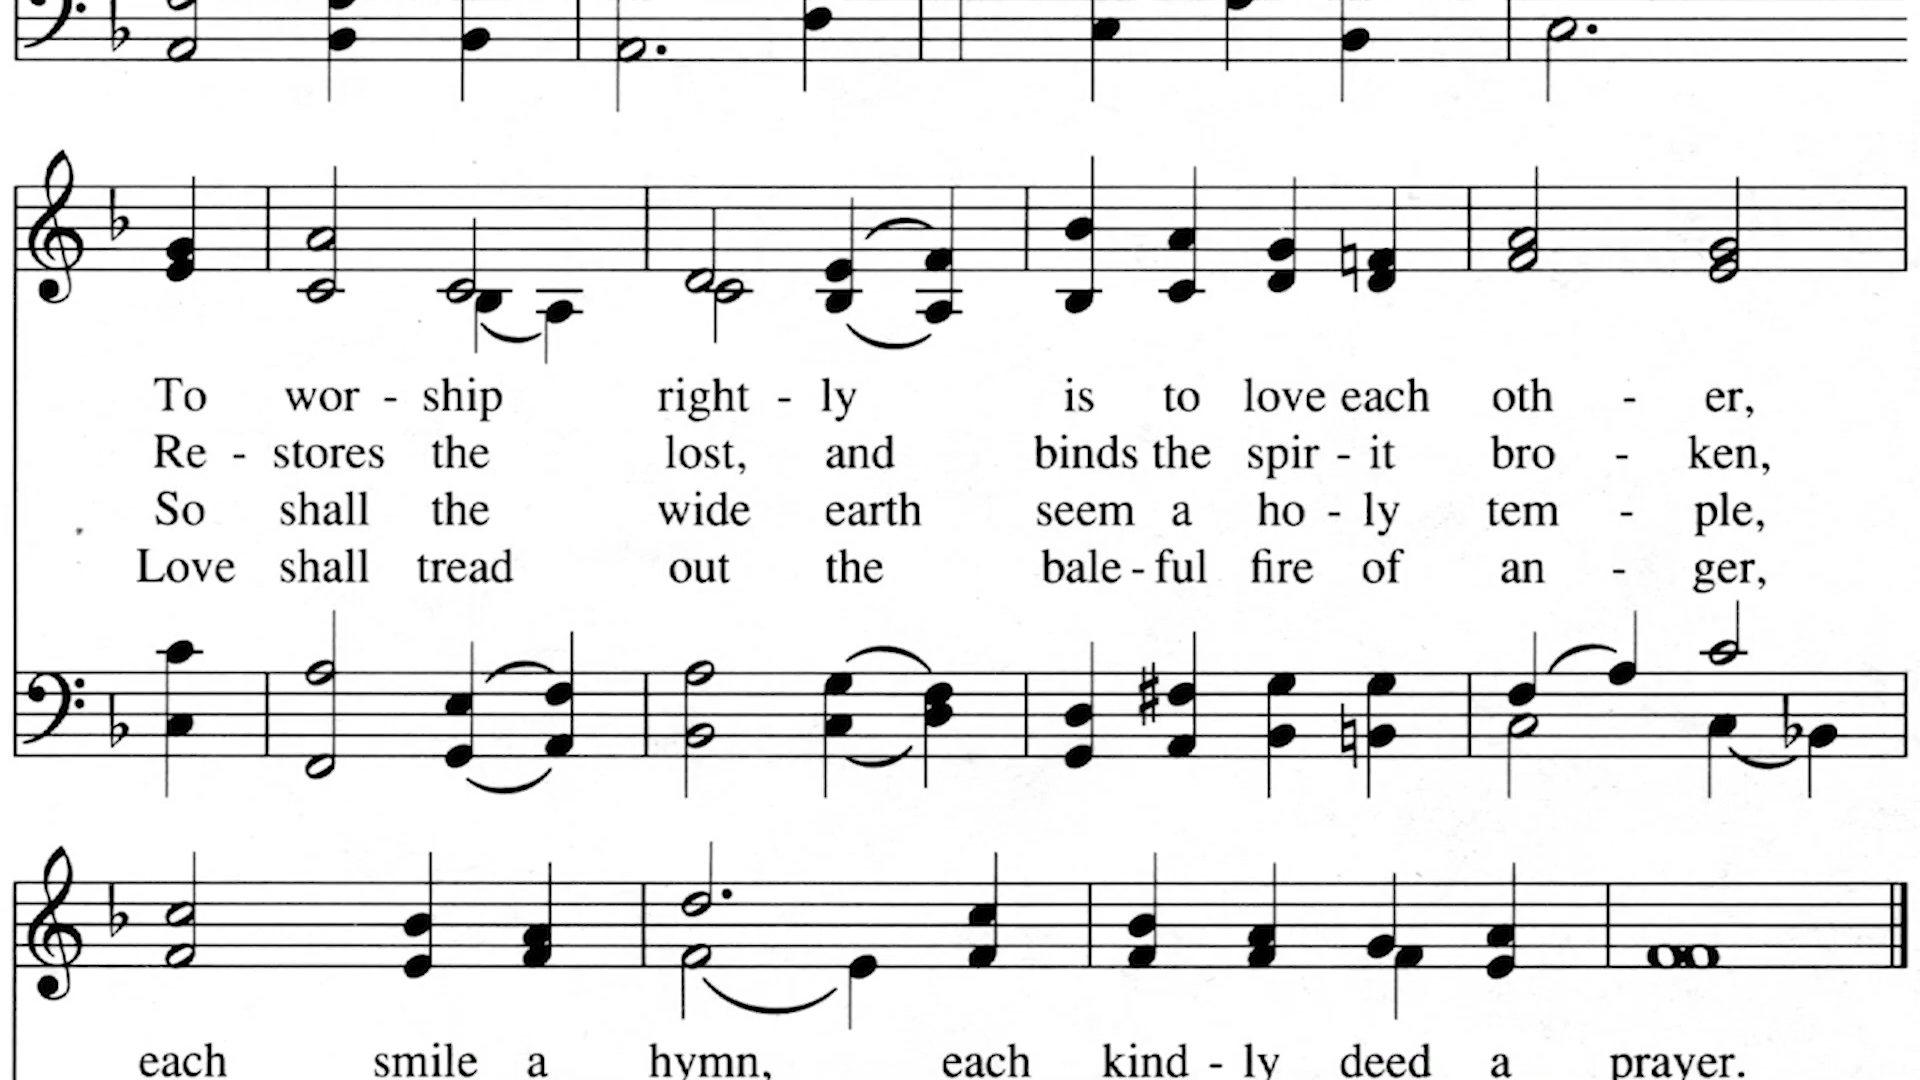 To wor - ship right - ly is to love each oth - er,
Re - stores the lost, and binds the spir - it bro - ken,
So shall the wide earth seem a ho - ly tem - ple,
Love shall tread out the bale - ful fire of an - ger,
each smile a hymn, each kind - ly deed a prayer.